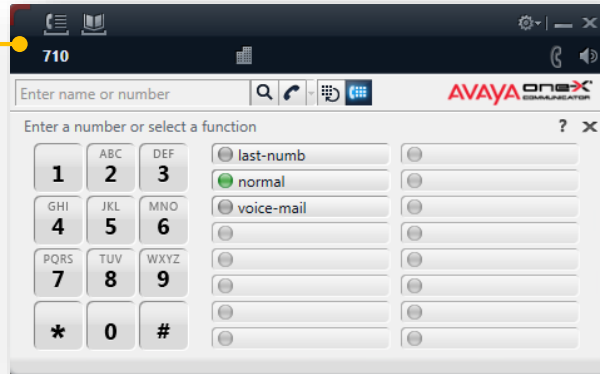 710
Enter name or number
AVAYA one-X
COMMUNICATOR
Enter a number or select a function ? ×
1
ABC
2
DEF
3
GHI
4
JKL
5
MNO
6
PQRS
7
TUV
8
WXYZ
9
*
0
#
last-numb
normal
voice-mail